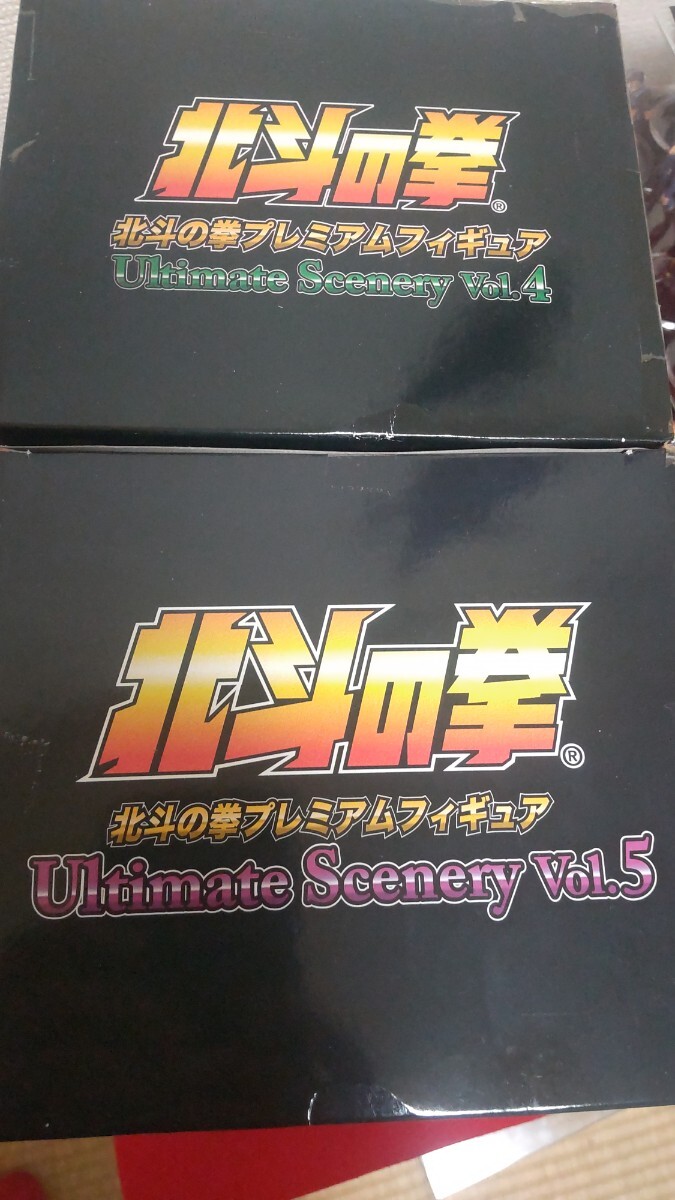 北斗の拳®
北斗の拳プレミアムフィギュア
Ultimate Scenery Vol.4
北斗の拳®
北斗の拳プレミアムフィギュア
Ultimate Scenery Vol.5